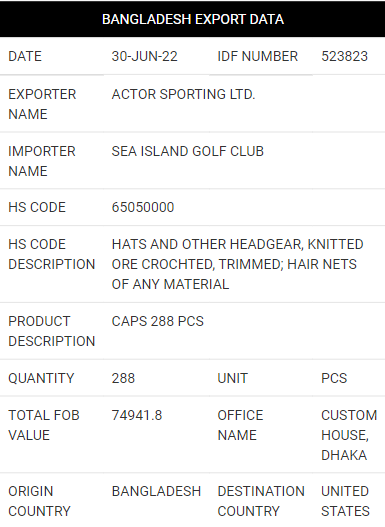 BANGLADESH EXPORT DATA
DATE 30-JUN-22 IDF NUMBER 523823
EXPORTER NAME ACTOR SPORTING LTD.
IMPORTER NAME SEA ISLAND GOLF CLUB
HS CODE 65050000
HS CODE DESCRIPTION HATS AND OTHER HEADGEAR, KNITTED
ORE CROCHTED, TRIMMED; HAIR NETS
OF ANY MATERIAL
PRODUCT DESCRIPTION CAPS 288 PCS
QUANTITY 288 UNIT PCS
TOTAL FOB VALUE 74941.8 OFFICE NAME CUSTOM HOUSE, DHAKA
ORIGIN COUNTRY BANGLADESH DESTINATION COUNTRY UNITED STATES